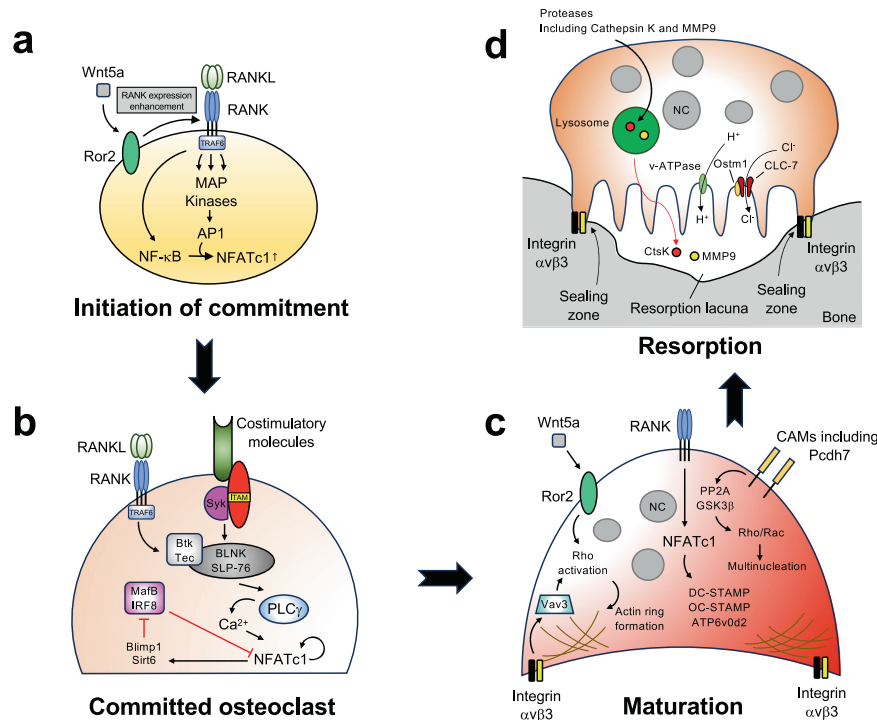 a
Wnt5a
RANK expression
enhancement
RANKL
RANK
TRAF6
Ror2
MAP
Kinases
AP1
NF-κB
NFATc1↑
Initiation of commitment
b
Costimulatory
molecules
RANKL
RANK
TRAF6
Syk
ITAM
Btk
Tec
BLNK
SLP-76
MafB
IRF8
PLCγ
Ca²⁺
Blimp1
Sirt6
NFATc1
Committed osteoclast
c
Wnt5a
RANK
CAMs including
Pcdh7
Ror2
NC
PP2A
GSK3β
NFATc1
Rho/Rac
Rho
activation
Multinucleation
Vav3
DC-STAMP
OC-STAMP
ATP6v0d2
Actin ring
formation
Integrin
αvβ3
Integrin
αvβ3
Maturation
d
Proteases
Including Cathepsin K and MMP9
NC
Lysosome
H⁺
Cl⁻
v-ATPase
Ostm1
CLC-7
H⁺
Cl⁻
Integrin
αvβ3
CtsK
MMP9
Integrin
αvβ3
Sealing
zone
Resorption lacuna
Sealing
zone
Bone
Resorption